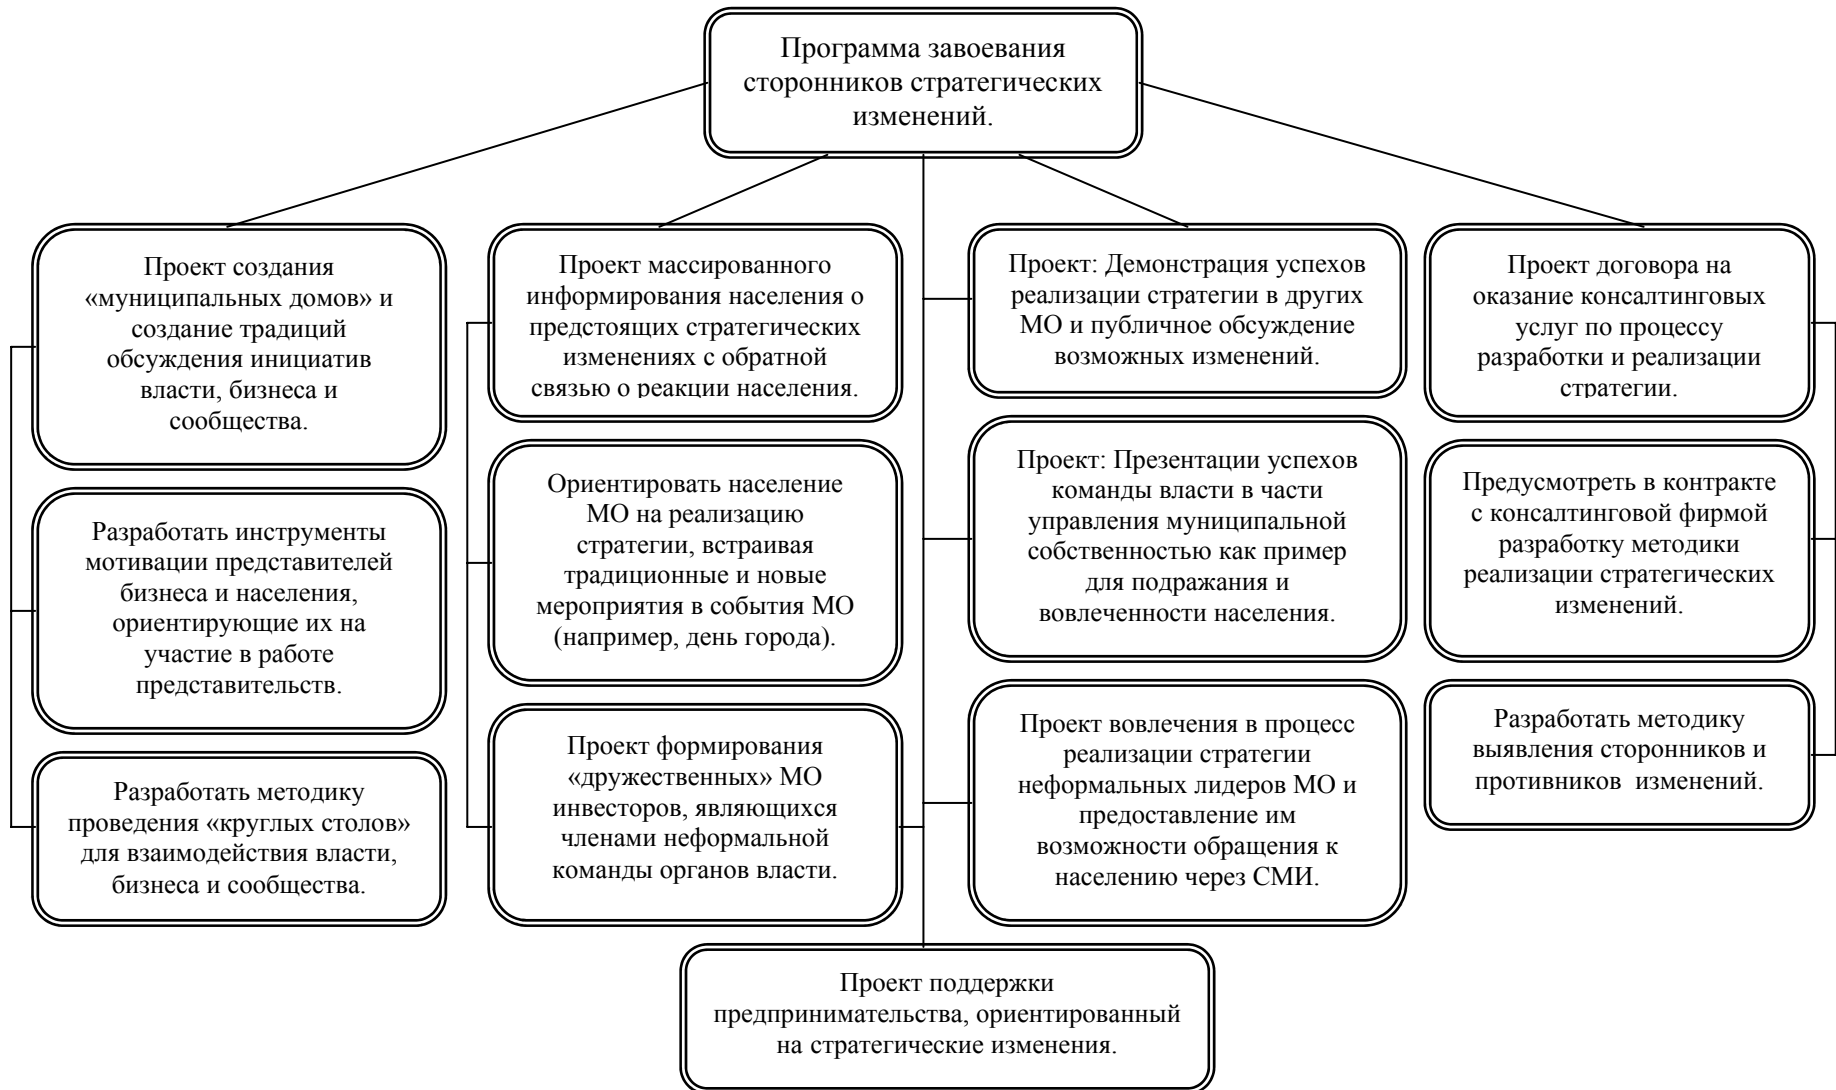 Программа завоевания
сторонников стратегических
изменений.
Проект создания
«муниципальных домов» и
создание традиций
обсуждения инициатив
власти, бизнеса и
сообщества.
Разработать инструменты
мотивации представителей
бизнеса и населения,
ориентирующие их на
участие в работе
представительств.
Разработать методику
проведения «круглых столов»
для взаимодействия власти,
бизнеса и сообщества.
Проект массированного
информирования населения о
предстоящих стратегических
изменениях с обратной
связью о реакции населения.
Ориентировать население
МО на реализацию
стратегии, встраивая
традиционные и новые
мероприятия в события МО
(например, день города).
Проект формирования
«дружественных» МО
инвесторов, являющихся
членами неформальной
команды органов власти.
Проект: Демонстрация успехов
реализации стратегии в других
МО и публичное обсуждение
возможных изменений.
Проект: Презентации успехов
команды власти в части
управления муниципальной
собственностью как пример
для подражания и
вовлеченности населения.
Проект вовлечения в процесс
реализации стратегии
неформальных лидеров МО и
предоставление им
возможности обращения к
населению через СМИ.
Проект договора на
оказание консалтинговых
услуг по процессу
разработки и реализации
стратегии.
Предусмотреть в контракте
с консалтинговой фирмой
разработку методики
реализации стратегических
изменений.
Разработать методику
выявления сторонников и
противников изменений.
Проект поддержки
предпринимательства, ориентированный
на стратегические изменения.